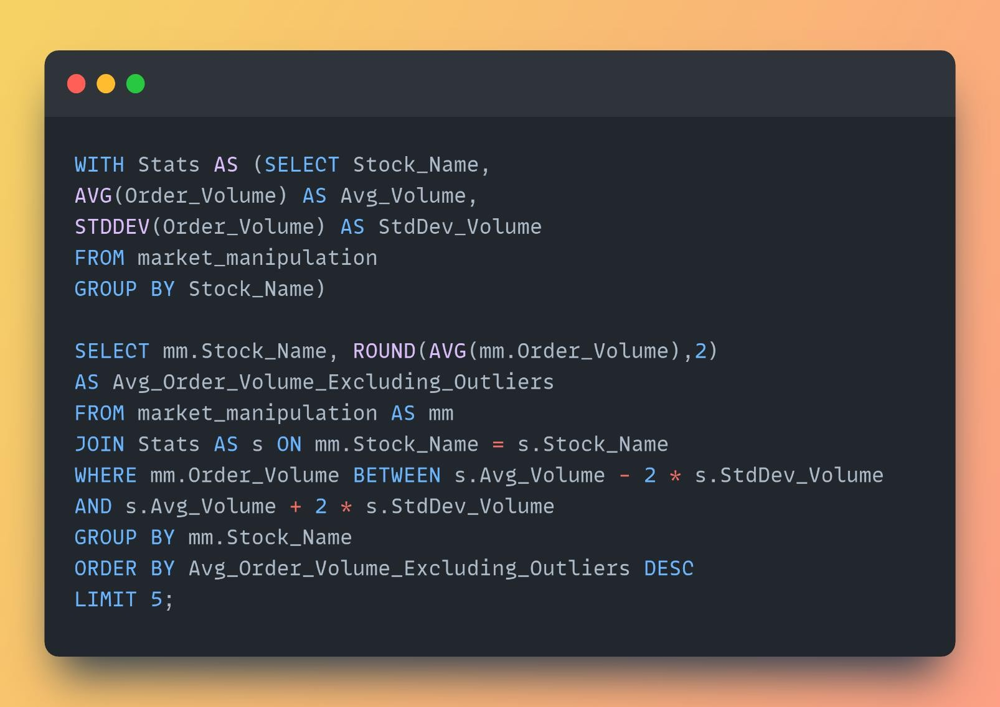 WITH Stats AS (SELECT Stock_Name,
AVG(Order_Volume) AS Avg_Volume,
STDDEV(Order_Volume) AS StdDev_Volume
FROM market_manipulation
GROUP BY Stock_Name)

SELECT mm.Stock_Name, ROUND(AVG(mm.Order_Volume),2)
AS Avg_Order_Volume_Excluding_Outliers
FROM market_manipulation AS mm
JOIN Stats AS s ON mm.Stock_Name = s.Stock_Name
WHERE mm.Order_Volume BETWEEN s.Avg_Volume - 2 * s.StdDev_Volume
AND s.Avg_Volume + 2 * s.StdDev_Volume
GROUP BY mm.Stock_Name
ORDER BY Avg_Order_Volume_Excluding_Outliers DESC
LIMIT 5;